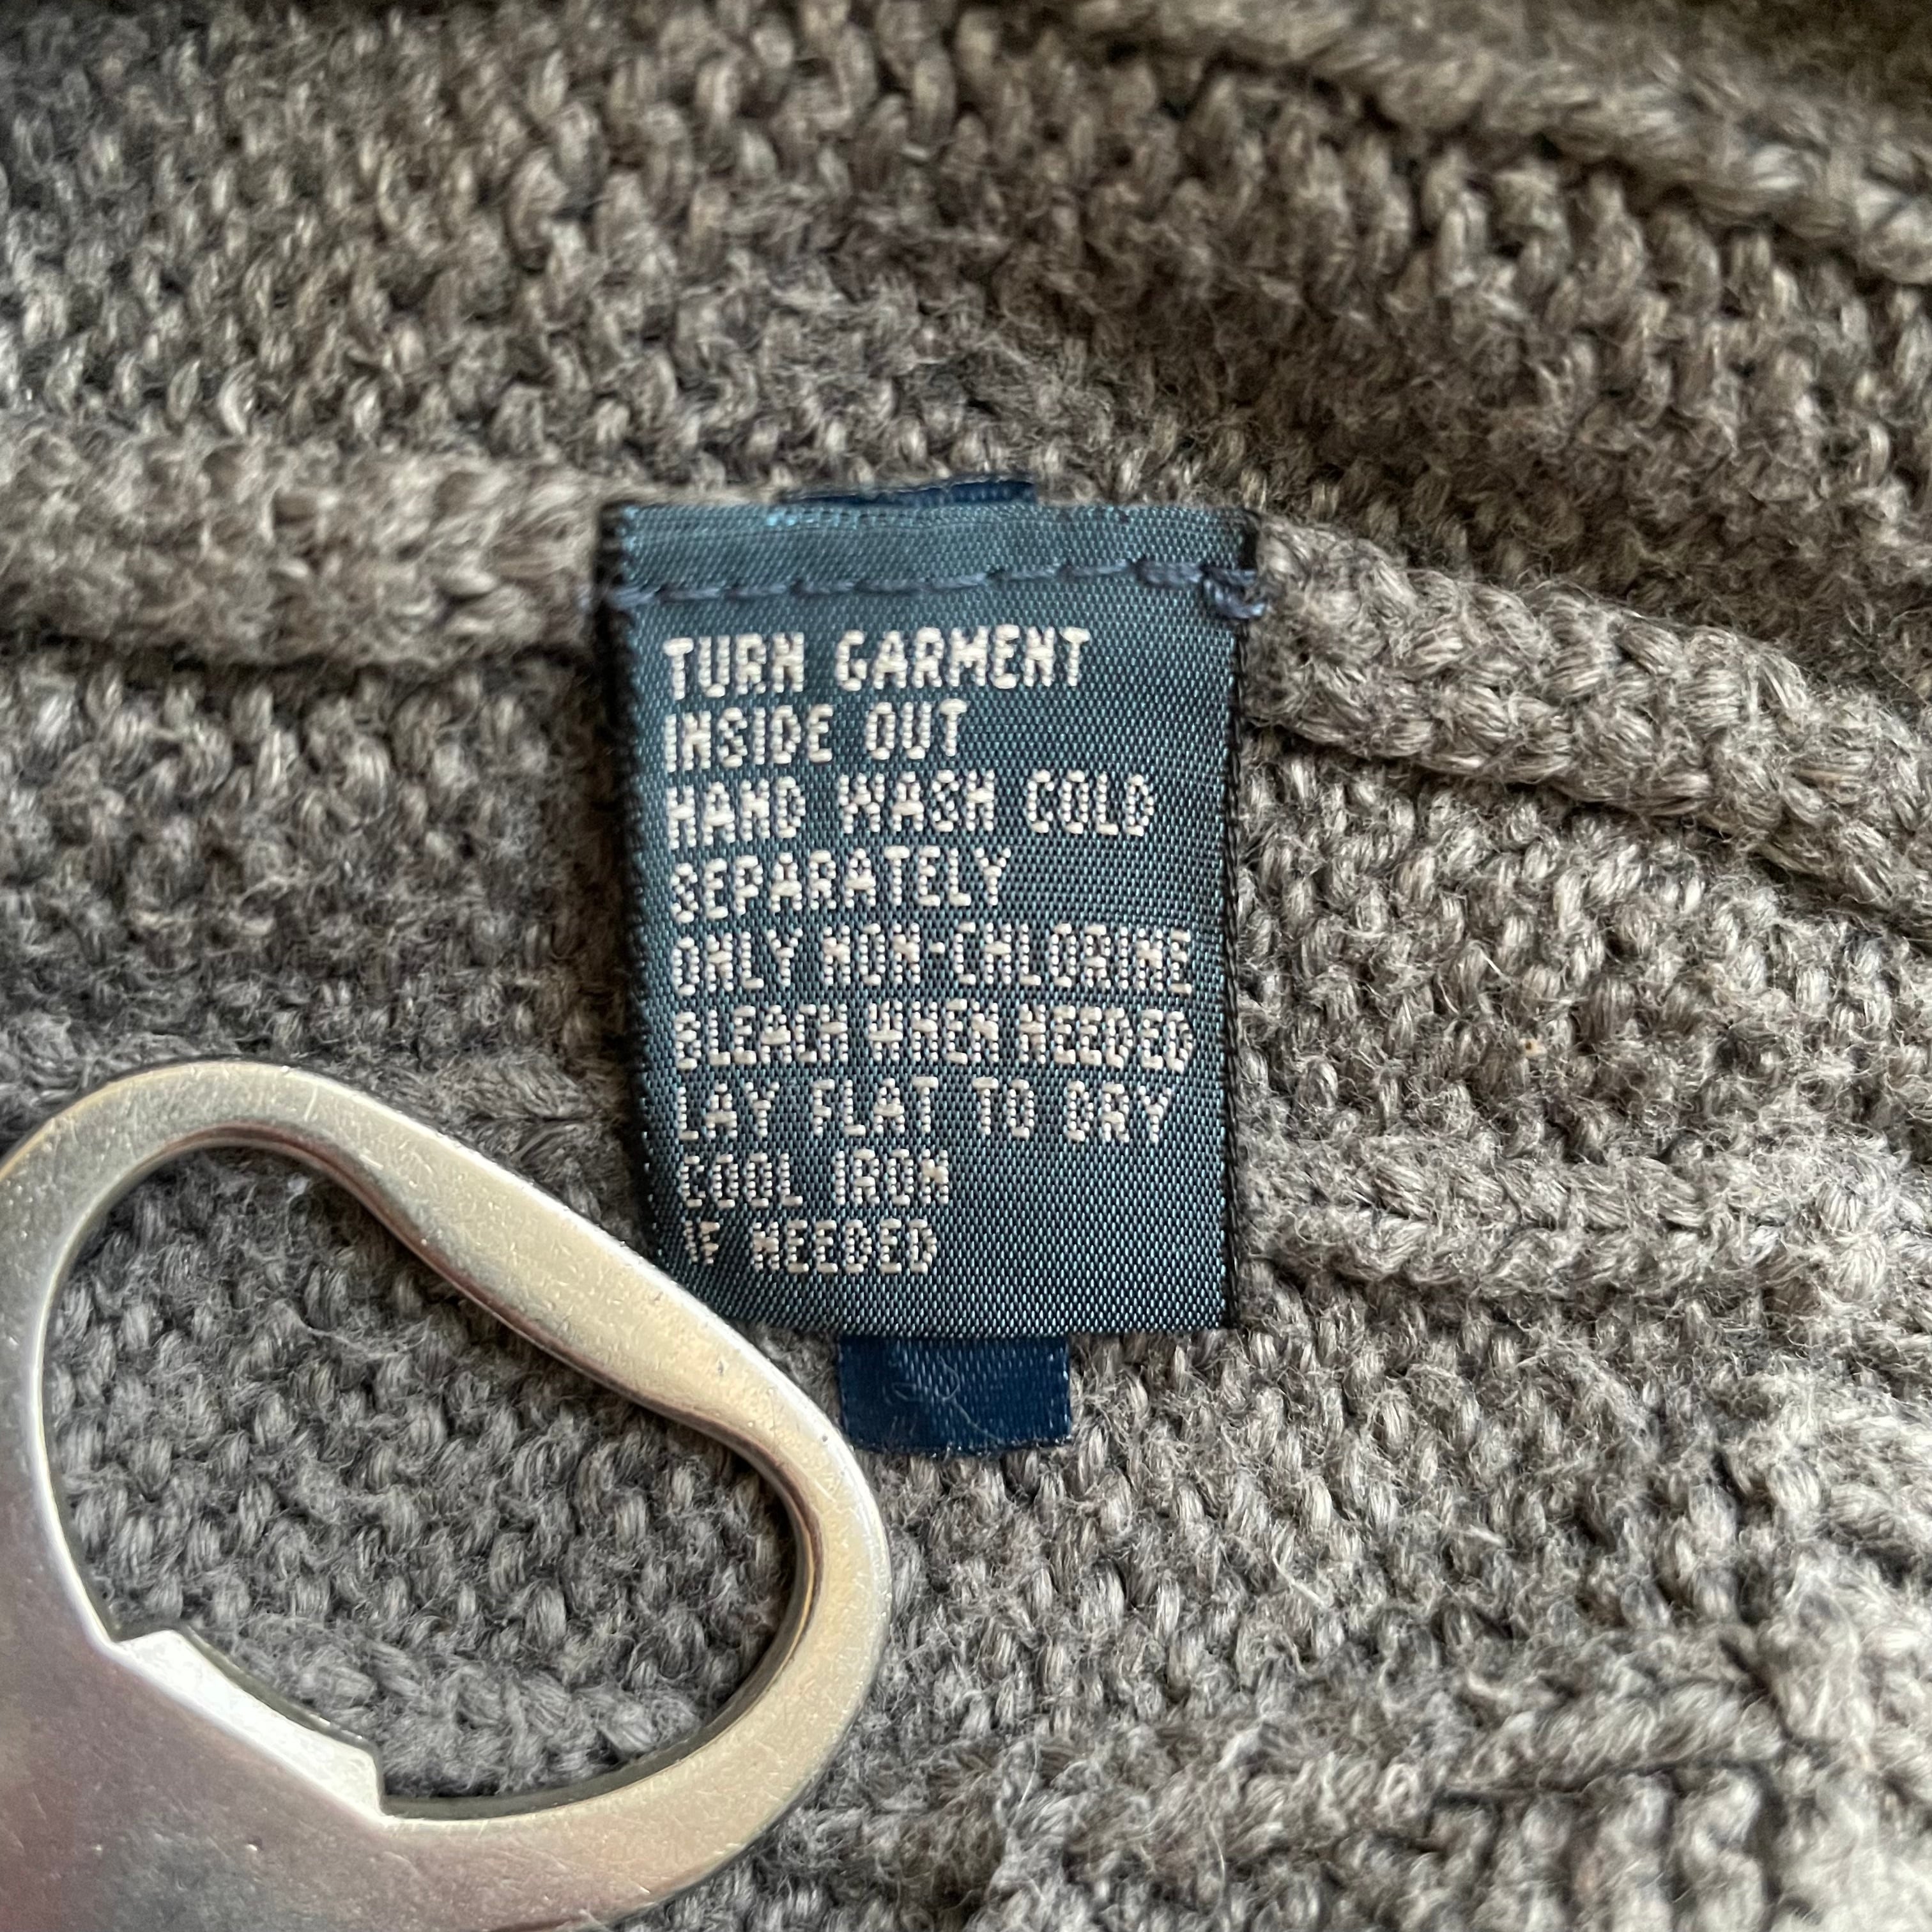 TURN GARMENT
INSIDE OUT
HAND WASH COLD
SEPARATELY
ONLY NON-CHLORINE
BLEACH WHEN NEEDED
LAY FLAT TO DRY
COOL IRON
IF NEEDED